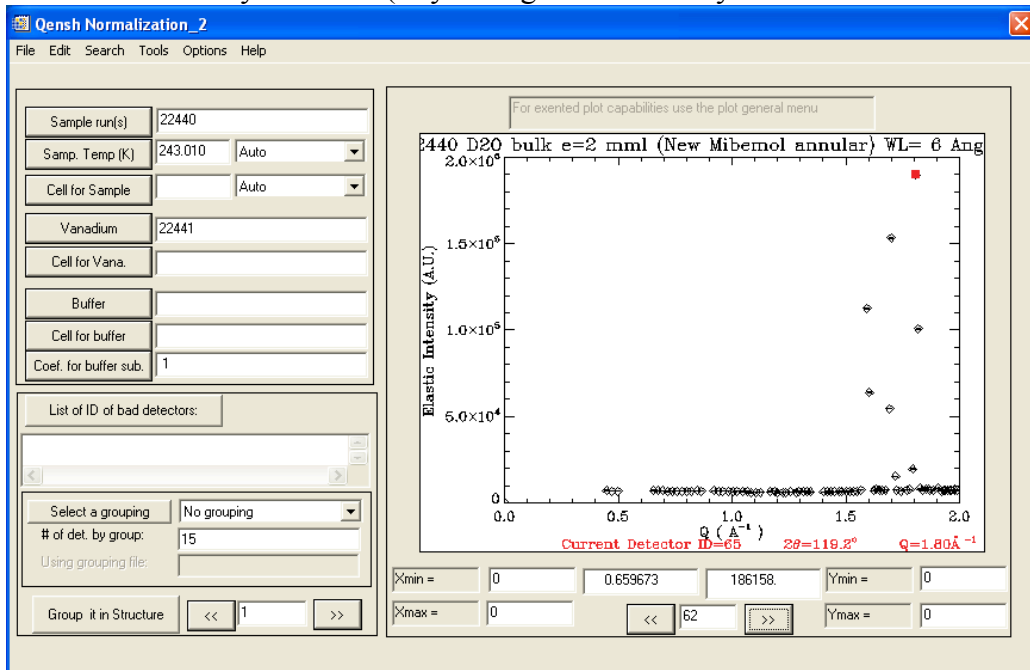 Qensh Normalization_2
File Edit Search Tools Options Help
Sample run(s) 22440
Samp. Temp (K) 243.010 Auto
Cell for Sample Auto
Vanadium 22441
Cell for Vana.
Buffer
Cell for buffer
Coef. for buffer sub. 1
List of ID of bad detectors:
Select a grouping No grouping
# of det. by group: 15
Using grouping file:
Group it in Structure << 1 >>
For exented plot capabilities use the plot general menu
2440 D20 bulk e=2 mml (New Mibemol annular) WL= 6 Ang
2.0×10⁵
1.5×10⁵
1.0×10⁵
5.0×10⁴
0
Elastic Intensity (A.U.)
0.0 0.5 1.0 1.5 2.0
Q ( A⁻¹ )
Current Detector ID=65 2θ=119.2° Q=1.80Å⁻¹
Xmin = 0 0.659673 186158. Ymin = 0
Xmax = 0 << 62 >> Ymax = 0